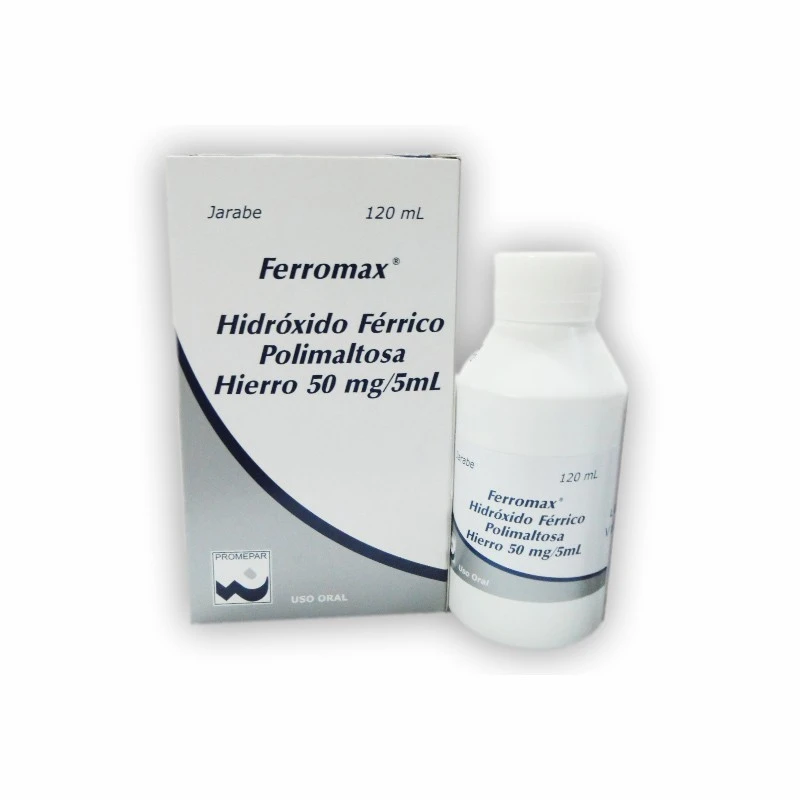 Jarabe 120 mL
Ferromax®
Hidróxido Férrico
Polimaltosa
Hierro 50 mg/5mL
PROMEPAR
USO ORAL
Jarabe
120 mL
Ferromax®
Hidróxido Férrico
Polimaltosa
Hierro 50 mg/5mL
Uso Oral